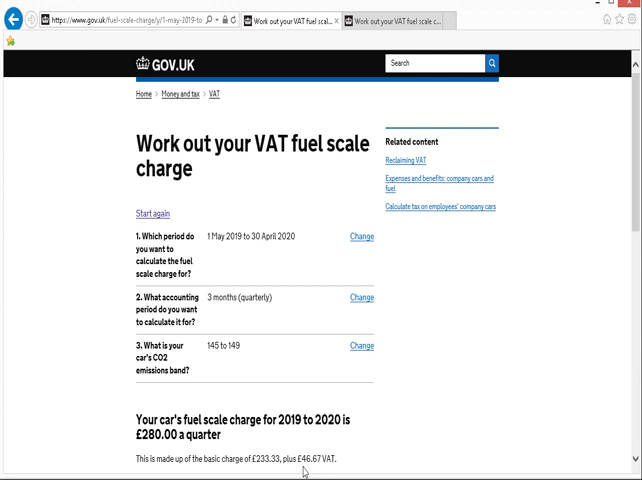 https://www.gov.uk/fuel-scale-charge/y/1-may-2019-to
Work out your VAT fuel scal...
Work out your VAT fuel scale c...
GOV.UK
Search
Home > Money and tax > VAT
Work out your VAT fuel scale
charge
Related content
Reclaiming VAT
Expenses and benefits: company cars and
fuel
Calculate tax on employees' company cars
Start again
1. Which period do
you want to
calculate the fuel
scale charge for?
1 May 2019 to 30 April 2020
Change
2. What accounting
period do you want
to calculate it for?
3 months (quarterly)
Change
3. What is your
car's CO2
emissions band?
145 to 149
Change
Your car's fuel scale charge for 2019 to 2020 is
£280.00 a quarter
This is made up of the basic charge of £233.33, plus £46.67 VAT.